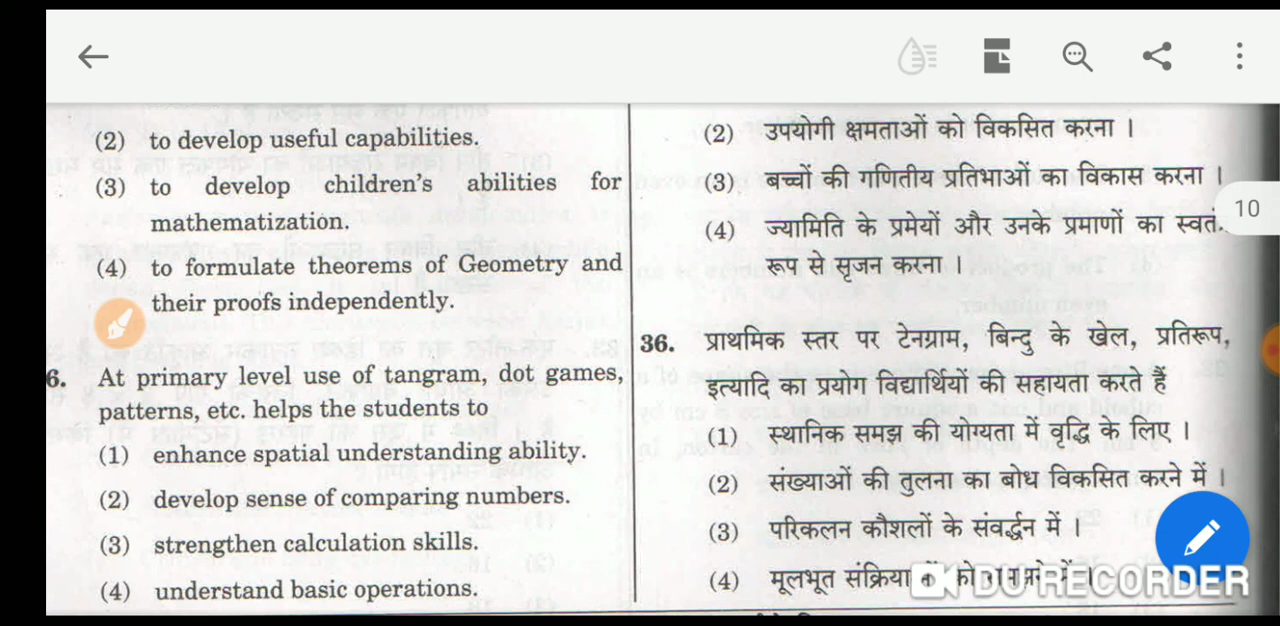 10
(2) to develop useful capabilities.
(3) to develop children's abilities for
mathematization.
(4) to formulate theorems of Geometry and
their proofs independently.
6. At primary level use of tangram, dot games,
patterns, etc. helps the students to
(1) enhance spatial understanding ability.
(2) develop sense of comparing numbers.
(3) strengthen calculation skills.
(4) understand basic operations.
(2) उपयोगी क्षमताओं को विकसित करना ।
(3) बच्चों की गणितीय प्रतिभाओं का विकास करना ।
(4) ज्यामिति के प्रमेयों और उनके प्रमाणों का
रूप से सृजन करना ।
36. प्राथमिक स्तर पर टेनग्राम, बिन्दु के खेल, प्रतिरूप,
इत्यादि का प्रयोग विद्यार्थियों की सहायता करते हैं
(1) स्थानिक समझ की योग्यता में वृद्धि के लिए ।
(2) संख्याओं की तुलना का बोध विकसित करने में ।
(3) परिकलन कौशलों के संवर्द्धन में ।
(4) मूलभूत
DU RECORDER